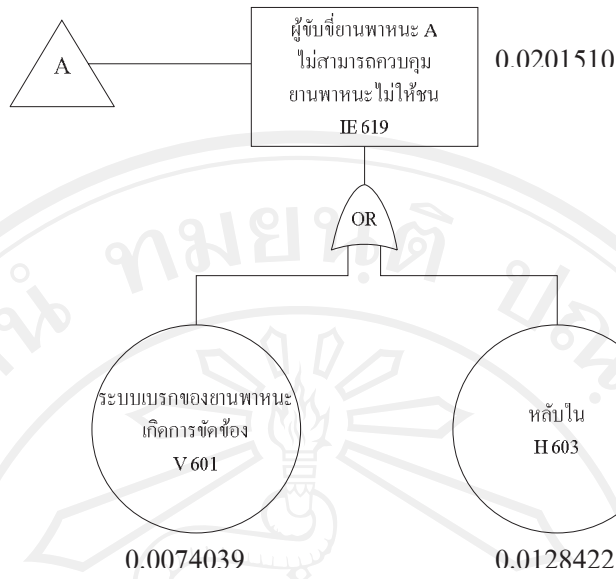 A
ผู้ขับขี่ยานพาหนะ A
ไม่สามารถควบคุม
ยานพาหนะไม่ให้ชน
IE 619
0.0201510
OR
ระบบเบรกของยานพาหนะ
เกิดการขัดข้อง
V 601
หลับใน
H 603
0.0074039
0.0128422